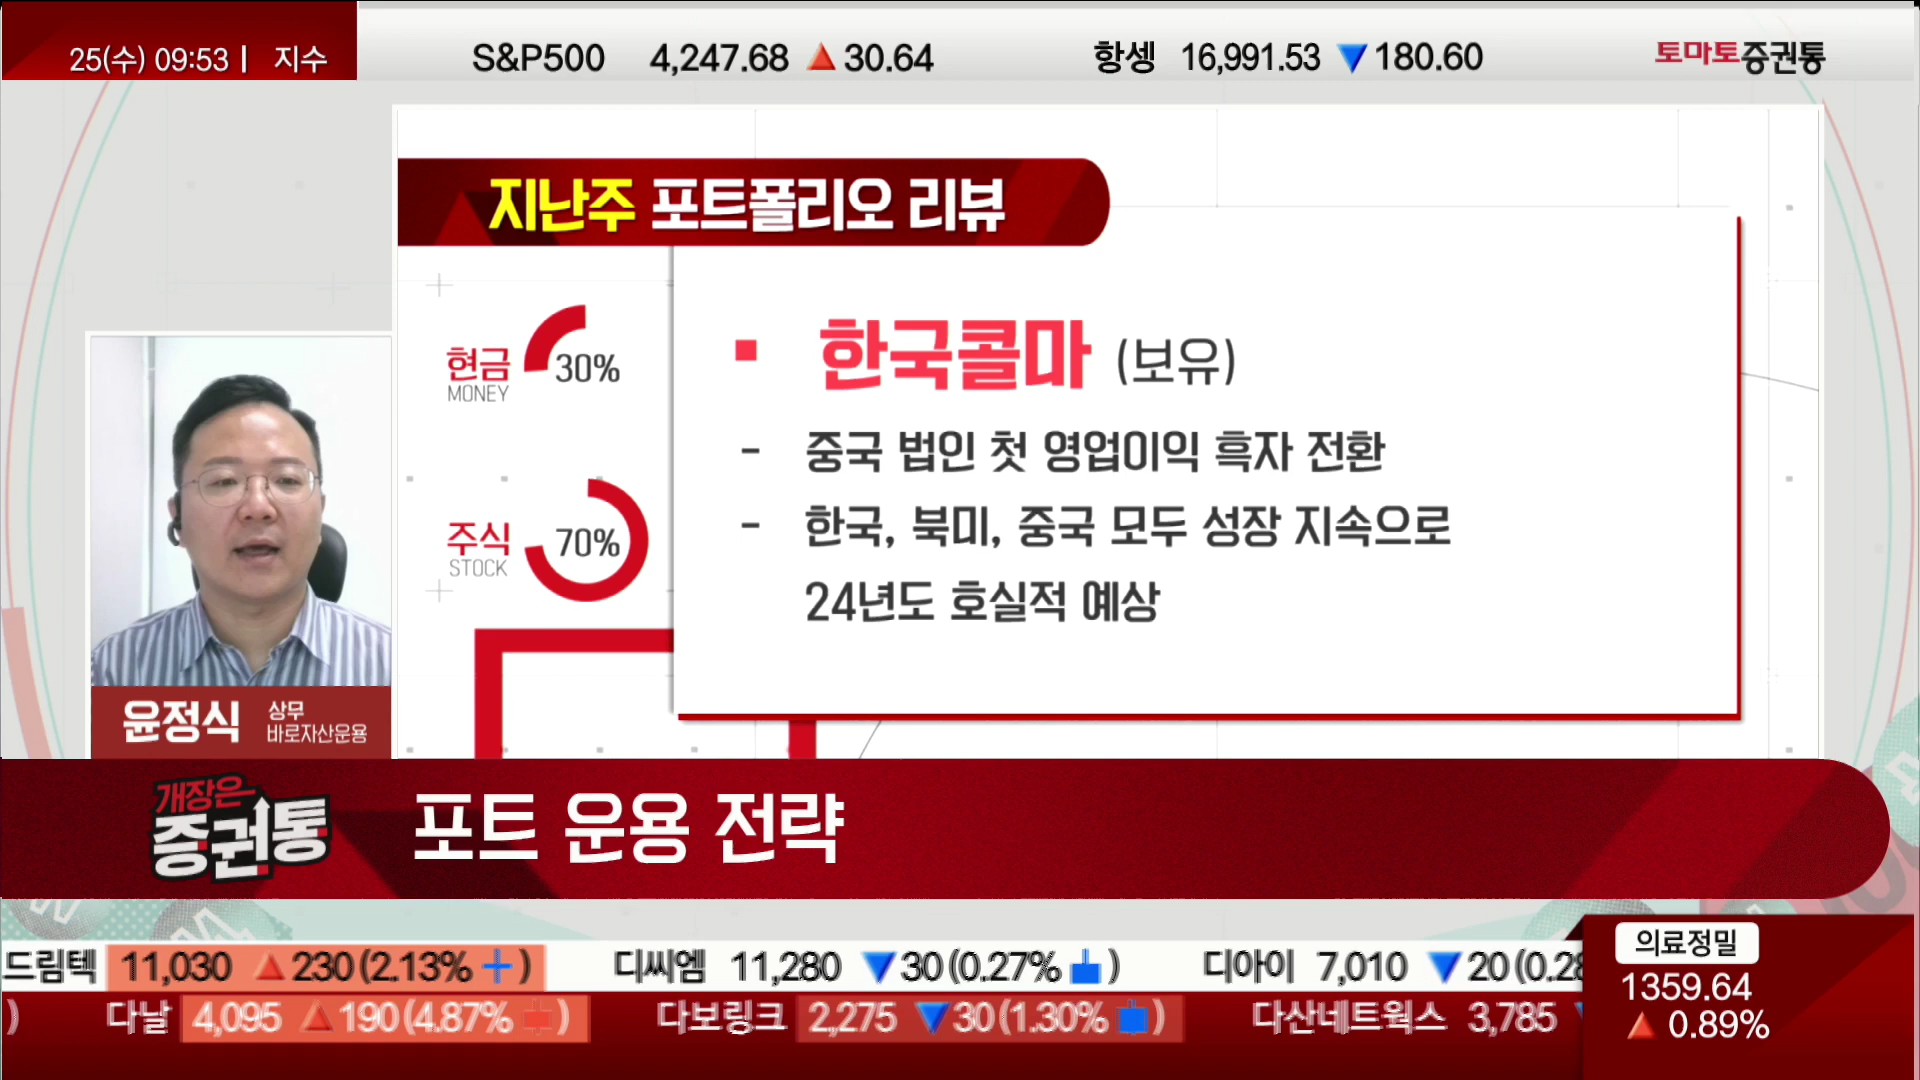 25(수) 09:53 | 지수 S&P500 4,247.68 ▲ 30.64 항셍 16,991.53 ▼ 180.60 토마토증권통
지난주 포트폴리오 리뷰
현금 30%
MONEY
주식 70%
STOCK
▪ 한국콜마 (보유)
- 중국 법인 첫 영업이익 흑자 전환
- 한국, 북미, 중국 모두 성장 지속으로
24년도 호실적 예상
윤정식 상무
바로자산운용
개장은
증권통
포트 운용 전략
드림텍 11,030 ▲ 230 (2.13% ) 디씨엠 11,280 ▼ 30 (0.27% ) 디아이 7,010 ▼ 20 (0.28
) 다날 4,095 ▲ 190 (4.87% ) 다보링크 2,275 ▼ 30 (1.30% ) 다산네트웍스 3,785
의료정밀
1359.64
▲ 0.89%